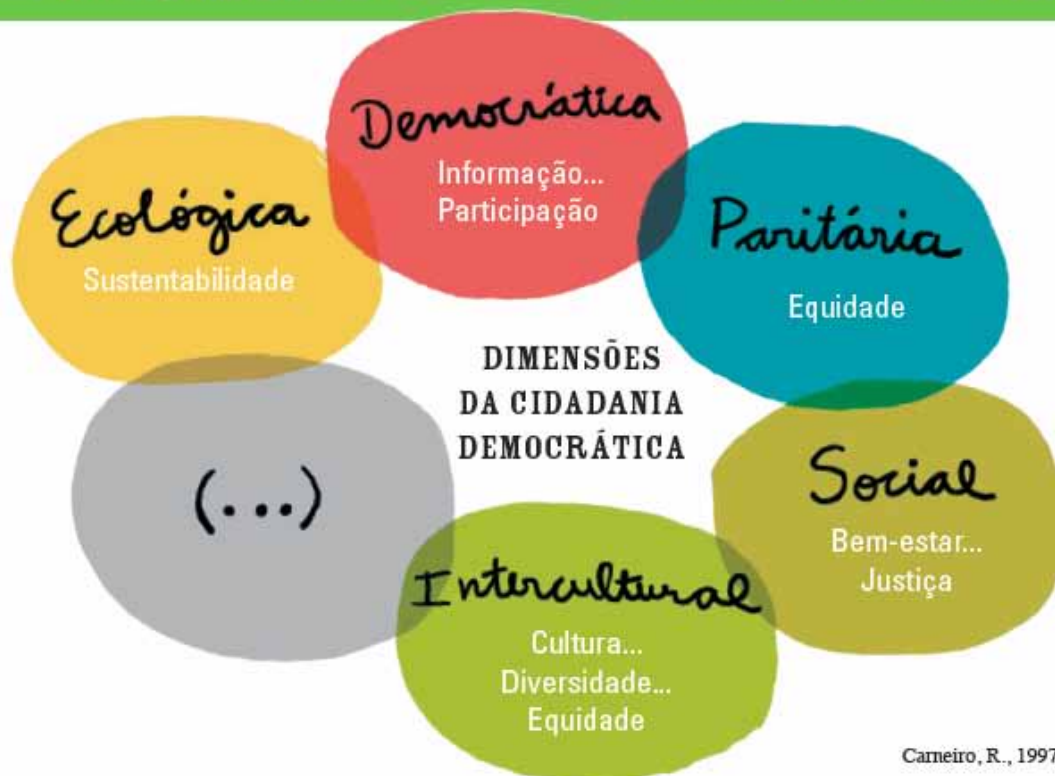 Democrática
Informação...
Participação
Ecológica
Sustentabilidade
Paritária
Equidade
DIMENSÕES
DA CIDADANIA
DEMOCRÁTICA
(...)
Social
Bem-estar...
Justiça
Intercultural
Cultura...
Diversidade...
Equidade
Carneiro, R., 1997